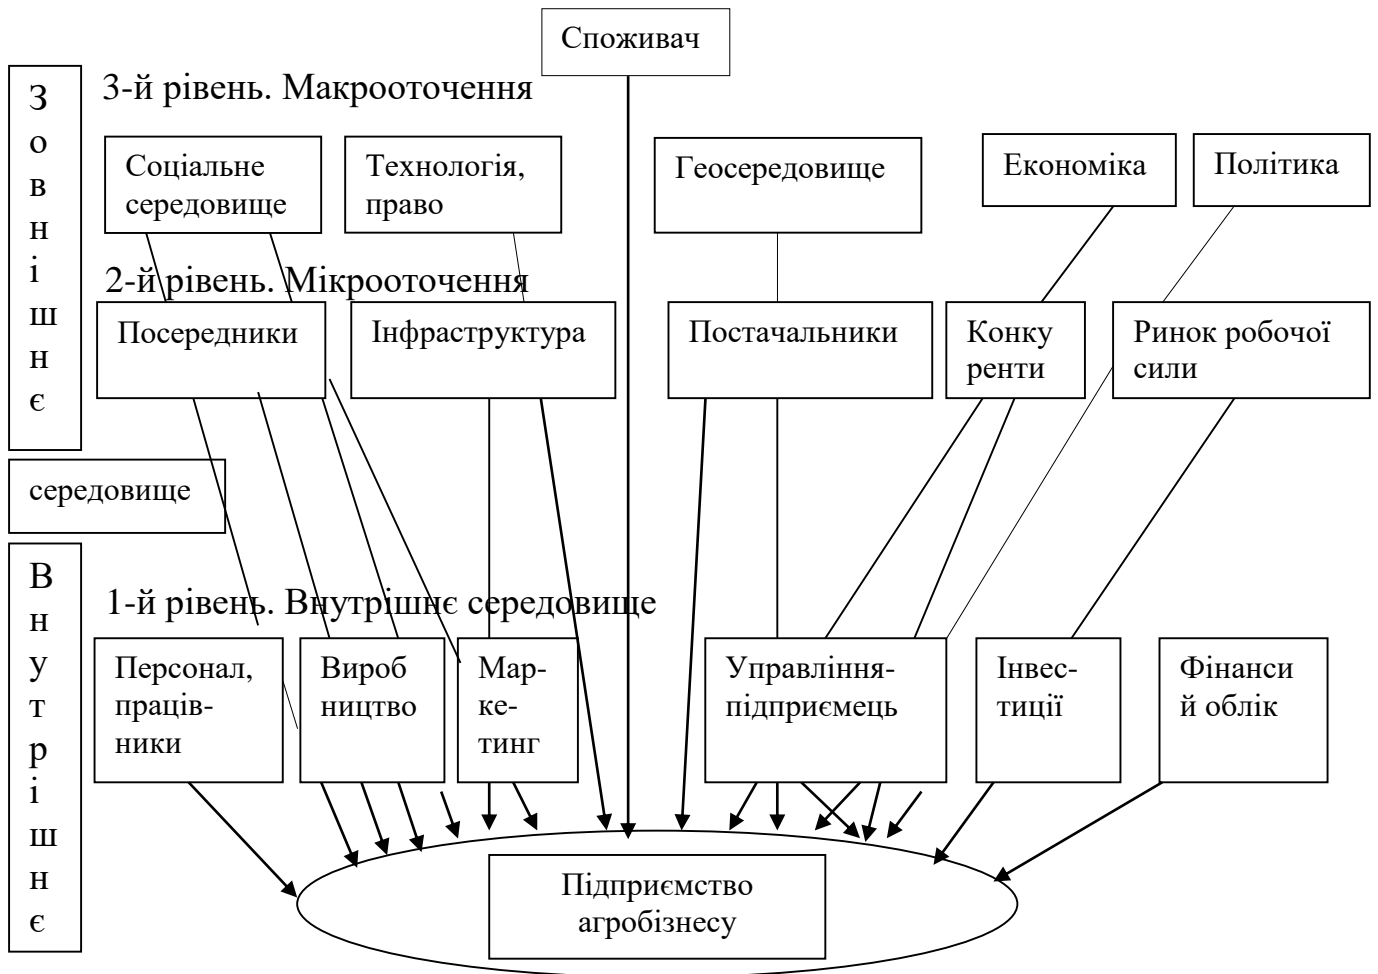 Споживач
З
о
в
н
і
ш
н
є
3-й рівень. Макрооточення
Соціальне
середовище
Технологія,
право
Геосередовище
Економіка
Політика
2-й рівень. Мікрооточення
Посередники
Інфраструктура
Постачальники
Конку
ренти
Ринок робочої
сили
середовище
В
н
у
т
р
і
ш
н
є
1-й рівень. Внутрішнє середовище
Персонал,
праців-
ники
Вироб
ництво
Мар-
ке-
тинг
Управління-
підприємець
Інвес-
тиції
Фінанси
й облік
Підприємство
агробізнесу